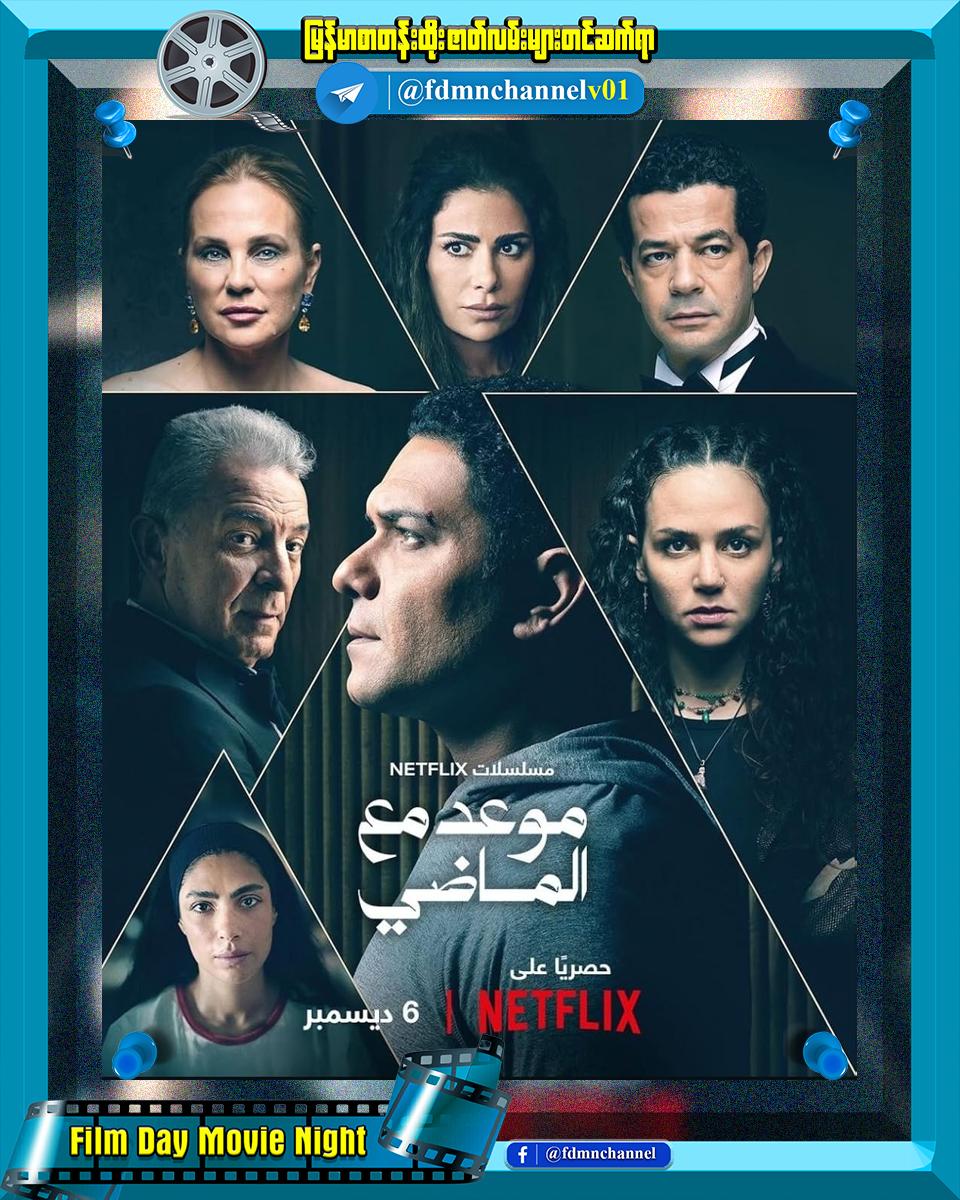 မြန်မာစာတန်းထိုးဇာတ်လမ်းများတင်ဆက်ရာ
@fdmnchannelv01
مسلسلات NETFLIX
موعد مع
الماضي
حصريًا على
NETFLIX | 6 ديسمبر
Film Day Movie Night
@fdmnchannel